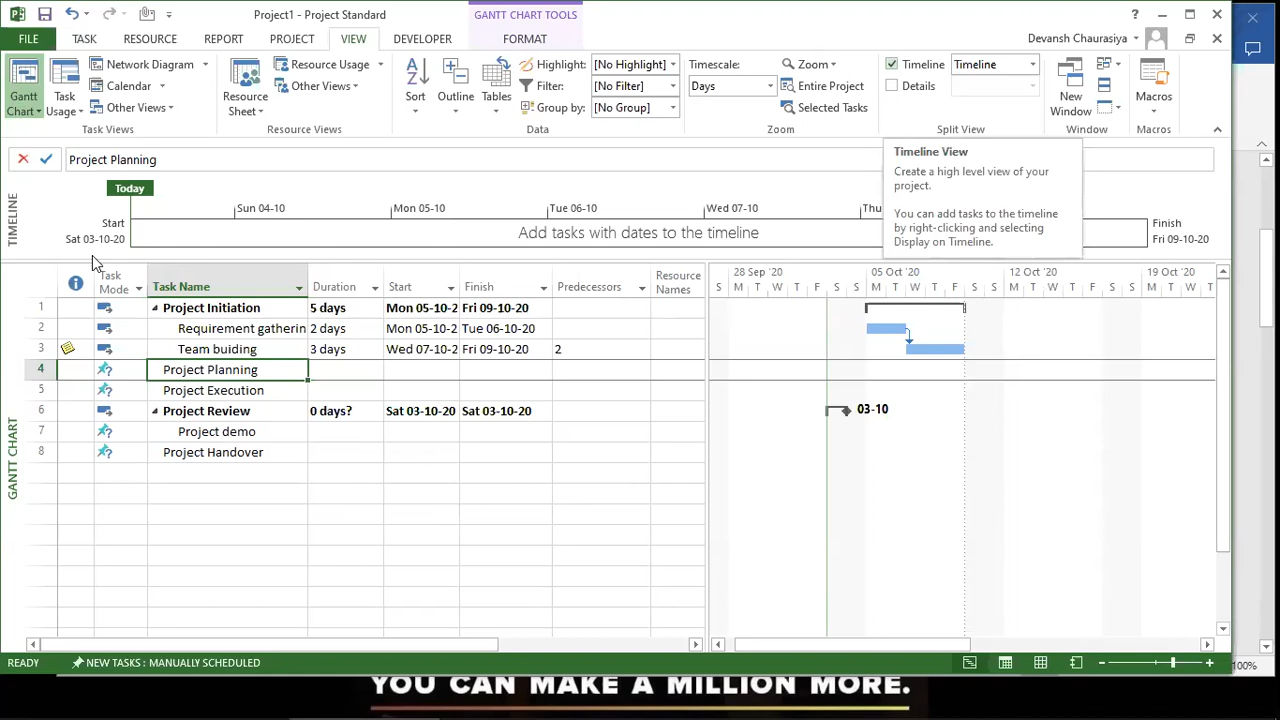 Project1 - Project Standard
GANTT CHART TOOLS
FILE TASK RESOURCE REPORT PROJECT VIEW DEVELOPER FORMAT
Devansh Chaurasiya
Gantt Chart
Task Usage
Network Diagram
Calendar
Other Views
Task Views
Resource Sheet
Resource Usage
Other Views
Resource Views
Sort
Outline
Tables
Highlight: [No Highlight]
Filter: [No Filter]
Group by: [No Group]
Data
Timescale:
Days
Zoom
Entire Project
Selected Tasks
Zoom
Timeline Timeline
Details
Split View
New Window
Window
Macros
Macros
Project Planning
Timeline View
Create a high level view of your
project.
You can add tasks to the timeline
by right-clicking and selecting
Display on Timeline.
TIMELINE
Today
Sun 04-10 Mon 05-10 Tue 06-10 Wed 07-10 Thu
Start
Sat 03-10-20
Add tasks with dates to the timeline
Finish
Fri 09-10-20
GANTT CHART
Task Mode Task Name Duration Start Finish Predecessors Resource Names
28 Sep '20 05 Oct '20 12 Oct '20 19 Oct '20
S M T W T F S S M T W T F S S M T W T F S S M T W T
1 Project Initiation 5 days Mon 05-10-2 Fri 09-10-20
2 Requirement gatherin 2 days Mon 05-10-2 Tue 06-10-20
3 Team buiding 3 days Wed 07-10-2 Fri 09-10-20 2
4 Project Planning
5 Project Execution
6 Project Review 0 days? Sat 03-10-20 Sat 03-10-20 03-10
7 Project demo
8 Project Handover
READY NEW TASKS : MANUALLY SCHEDULED
100%
YOU CAN MAKE A MILLION MORE.